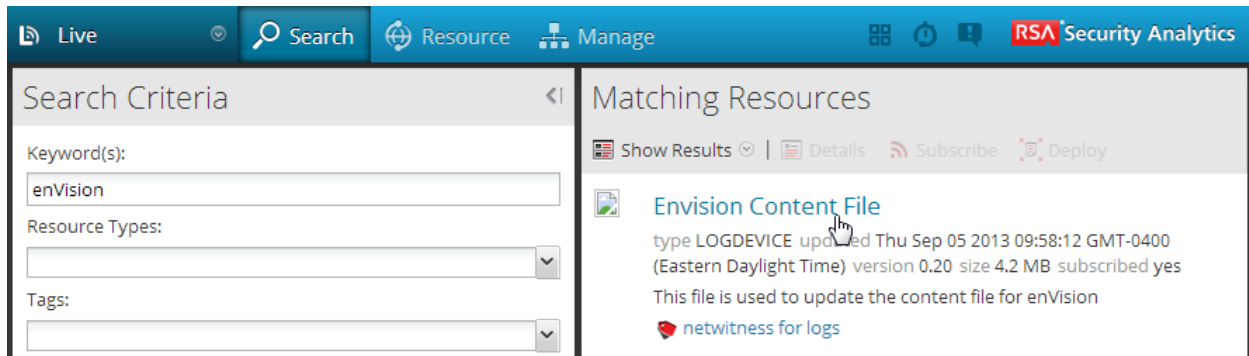 Live
Search
Resource
Manage
RSA Security Analytics
Search Criteria
Keyword(s):
enVision
Resource Types:
Tags:
Matching Resources
Show Results | Details Subscribe Deploy
Envision Content File
type LOGDEVICE updated Thu Sep 05 2013 09:58:12 GMT-0400
(Eastern Daylight Time) version 0.20 size 4.2 MB subscribed yes
This file is used to update the content file for enVision
netwitness for logs